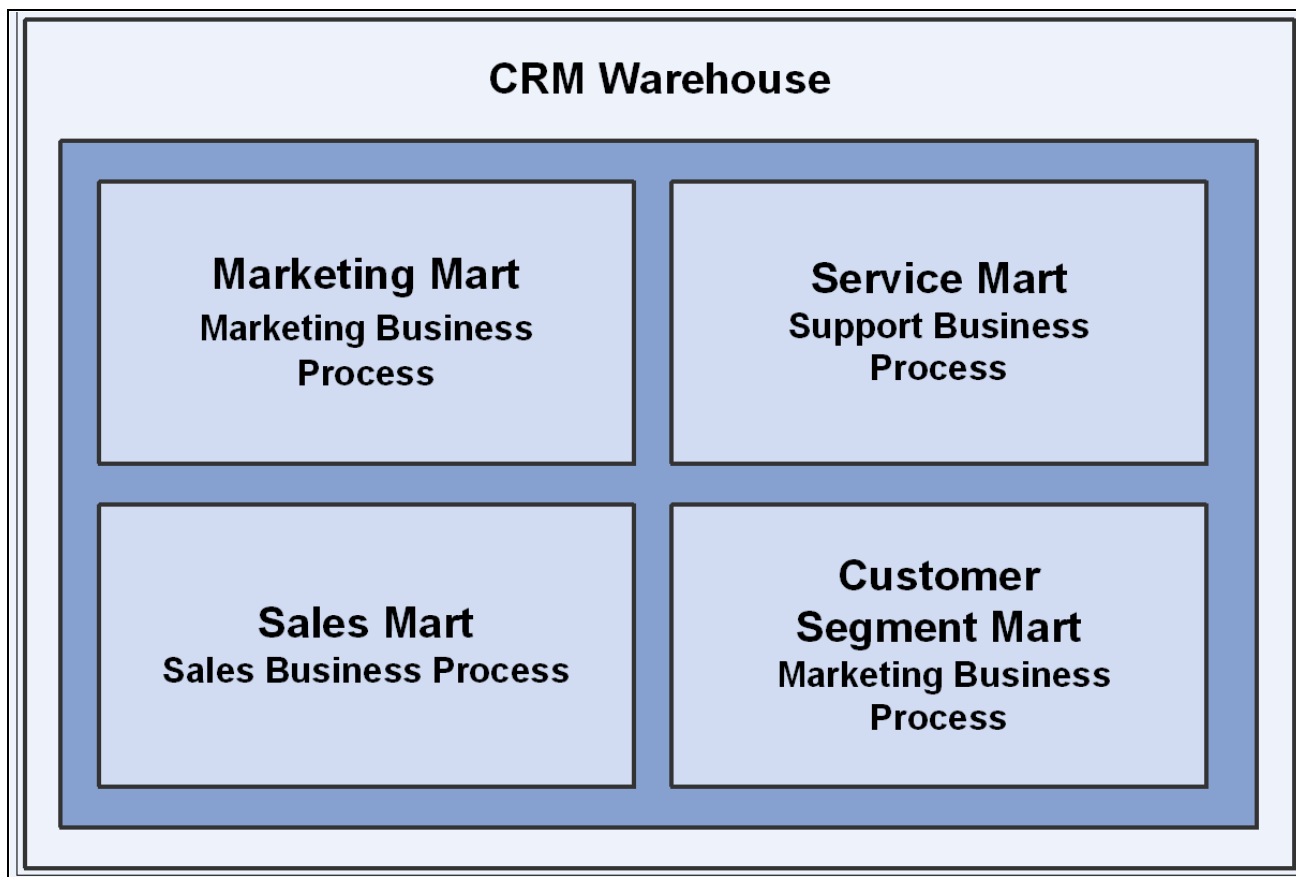 CRM Warehouse
Marketing Mart
Marketing Business
Process
Service Mart
Support Business
Process
Sales Mart
Sales Business Process
Customer
Segment Mart
Marketing Business
Process